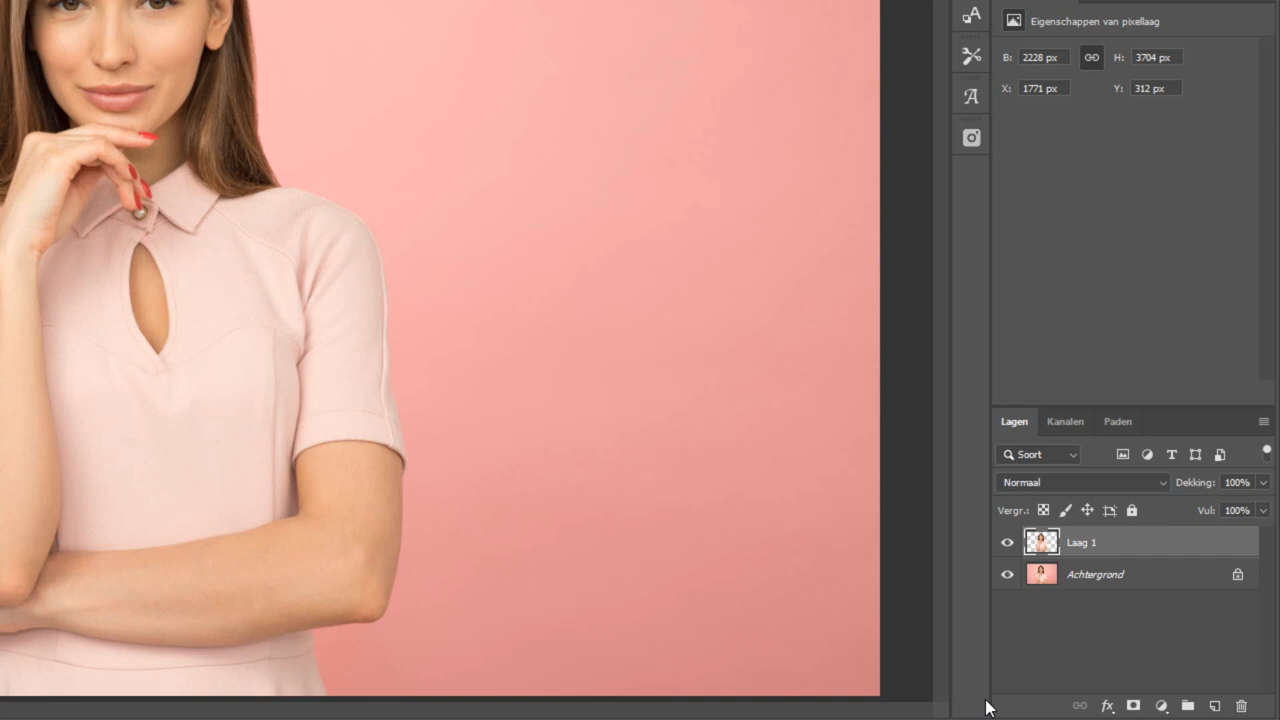 Eigenschappen van pixellaag
B: 2228 px H: 3704 px
X: 1771 px Y: 312 px
Lagen Kanalen Paden
Soort
Normaal Dekking: 100%
Vergr.: Vul: 100%
Laag 1
Achtergrond
fx